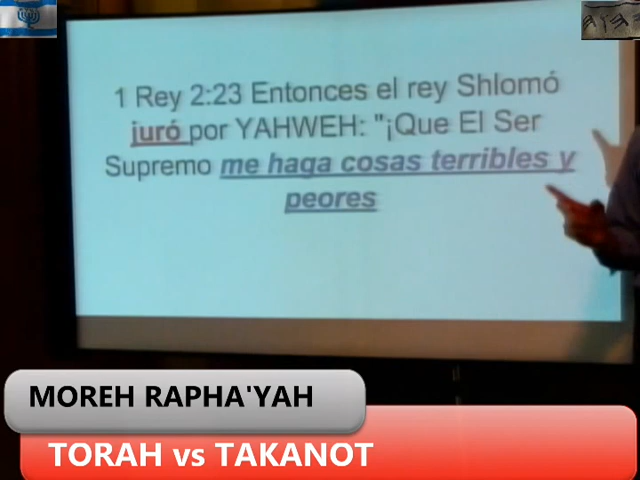 1 Rey 2:23 Entonces el rey Shlomó
juró por YAHWEH: "¡Que El Ser
Supremo me haga cosas terribles y
peores
MOREH RAPHA'YAH
TORAH vs TAKANOT